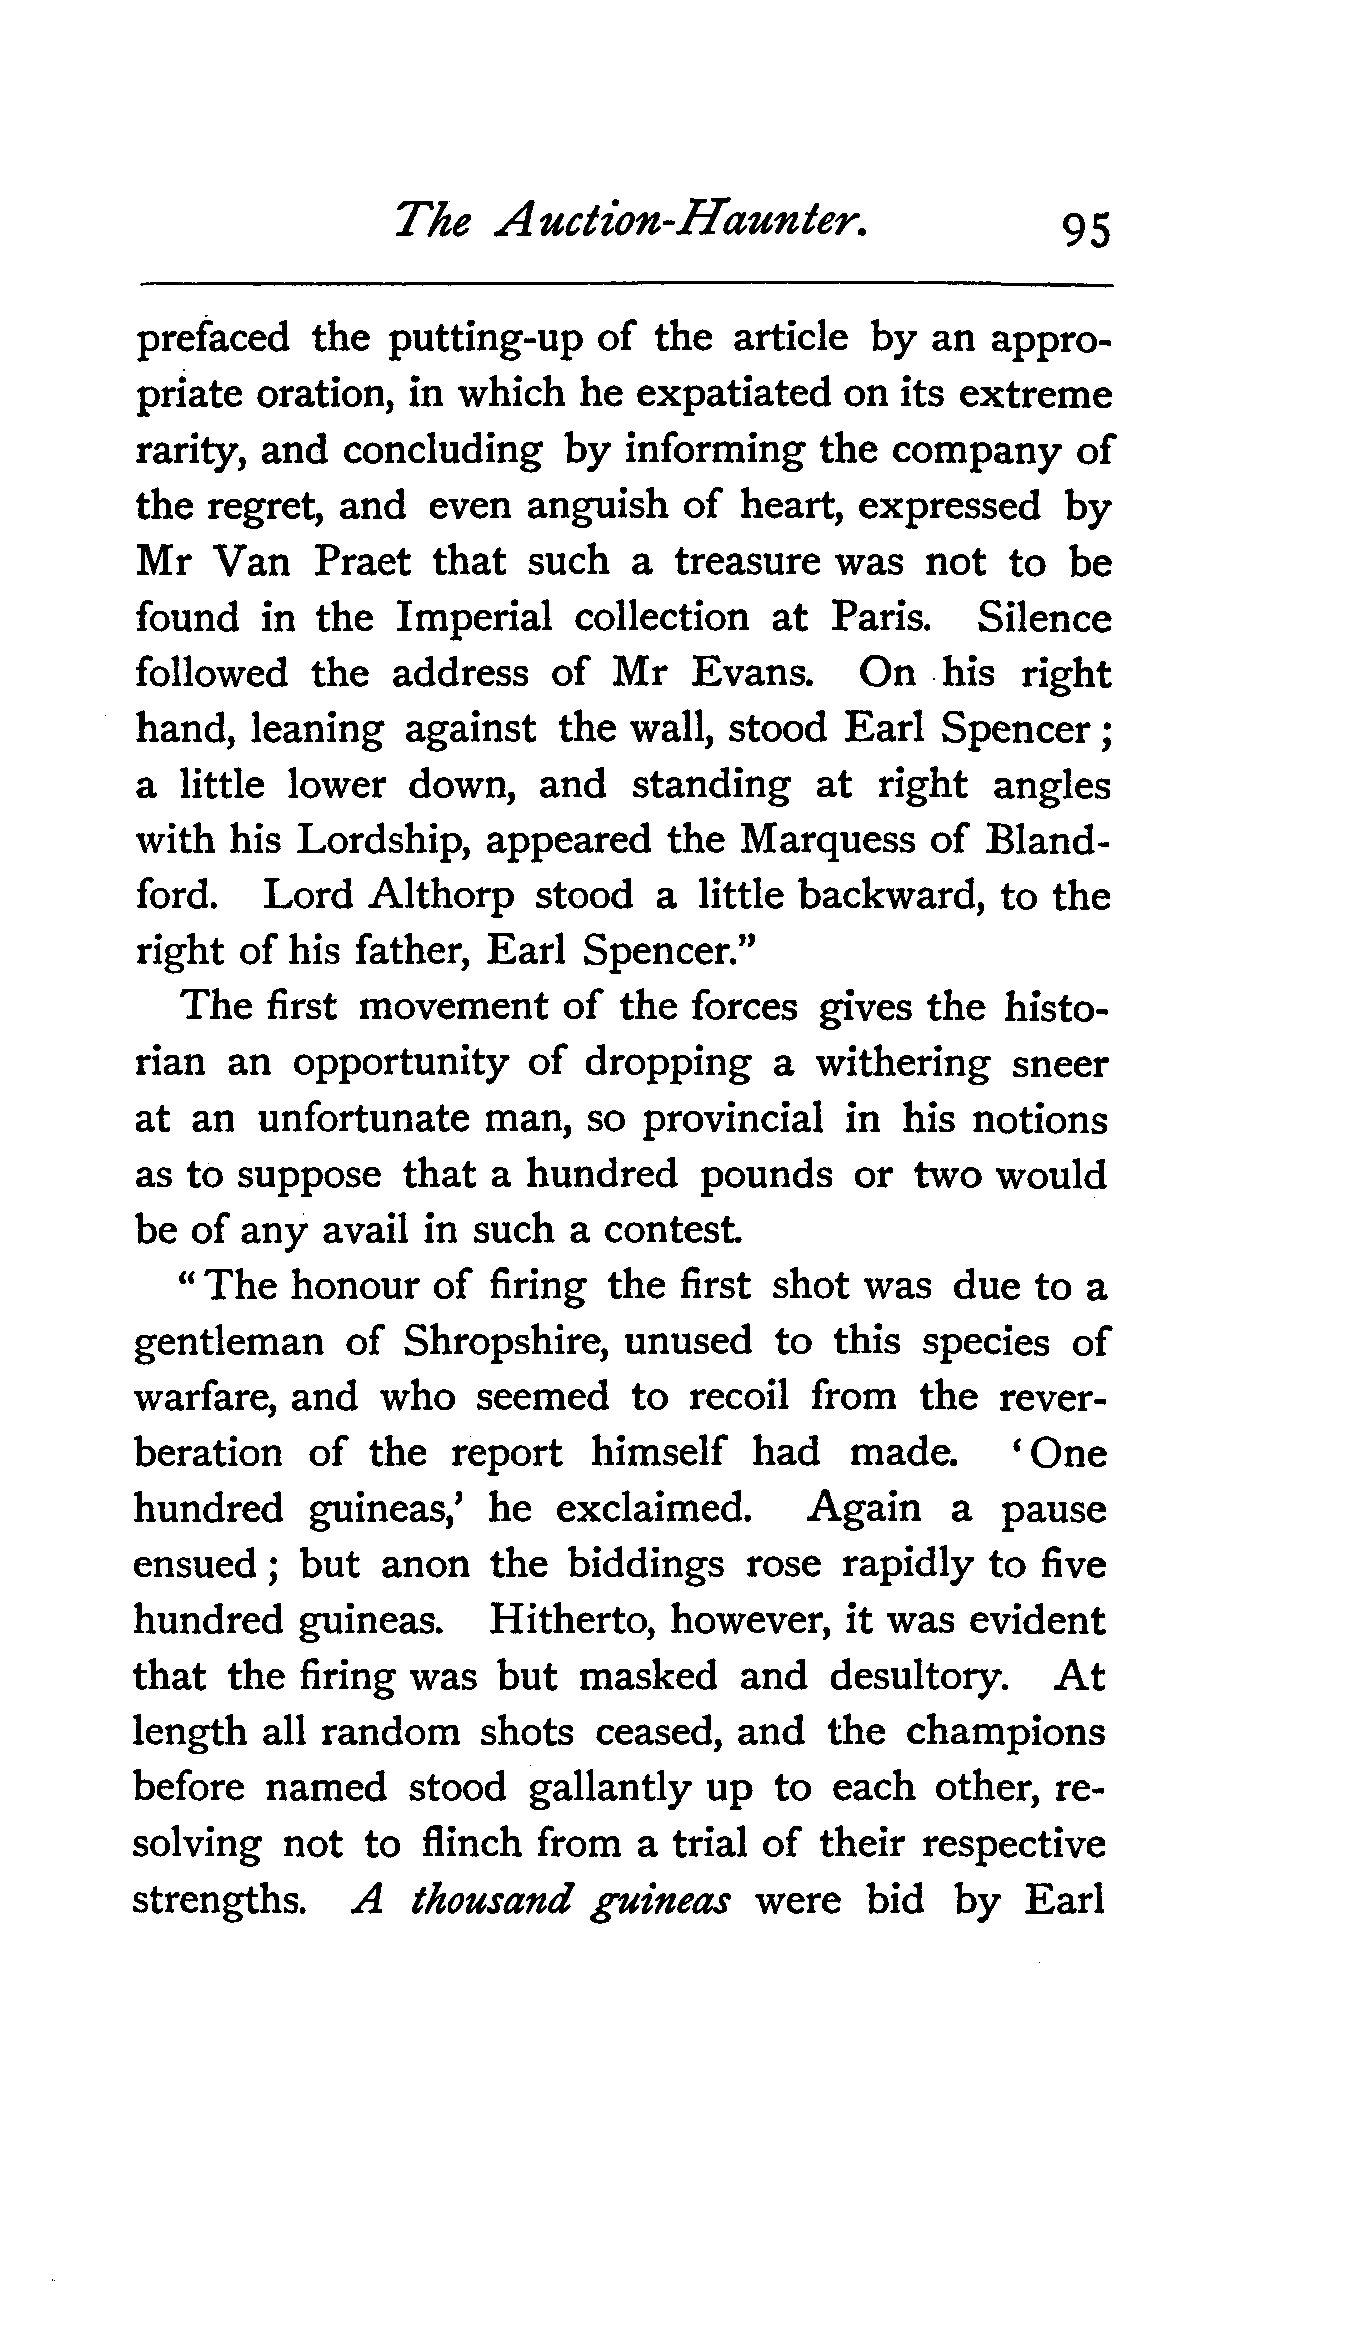 The Auction-Haunter. 95
prefaced the putting-up of the article by an appro-
priate oration, in which he expatiated on its extreme
rarity, and concluding by informing the company of
the regret, and even anguish of heart, expressed by
Mr Van Praet that such a treasure was not to be
found in the Imperial collection at Paris. Silence
followed the address of Mr Evans. On his right
hand, leaning against the wall, stood Earl Spencer ;
a little lower down, and standing at right angles
with his Lordship, appeared the Marquess of Bland-
ford. Lord Althorp stood a little backward, to the
right of his father, Earl Spencer."
The first movement of the forces gives the histo-
rian an opportunity of dropping a withering sneer
at an unfortunate man, so provincial in his notions
as to suppose that a hundred pounds or two would
be of any avail in such a contest.
" The honour of firing the first shot was due to a
gentleman of Shropshire, unused to this species of
warfare, and who seemed to recoil from the rever-
beration of the report himself had made. ' One
hundred guineas,' he exclaimed. Again a pause
ensued ; but anon the biddings rose rapidly to five
hundred guineas. Hitherto, however, it was evident
that the firing was but masked and desultory. At
length all random shots ceased, and the champions
before named stood gallantly up to each other, re-
solving not to flinch from a trial of their respective
strengths. A thousand guineas were bid by Earl